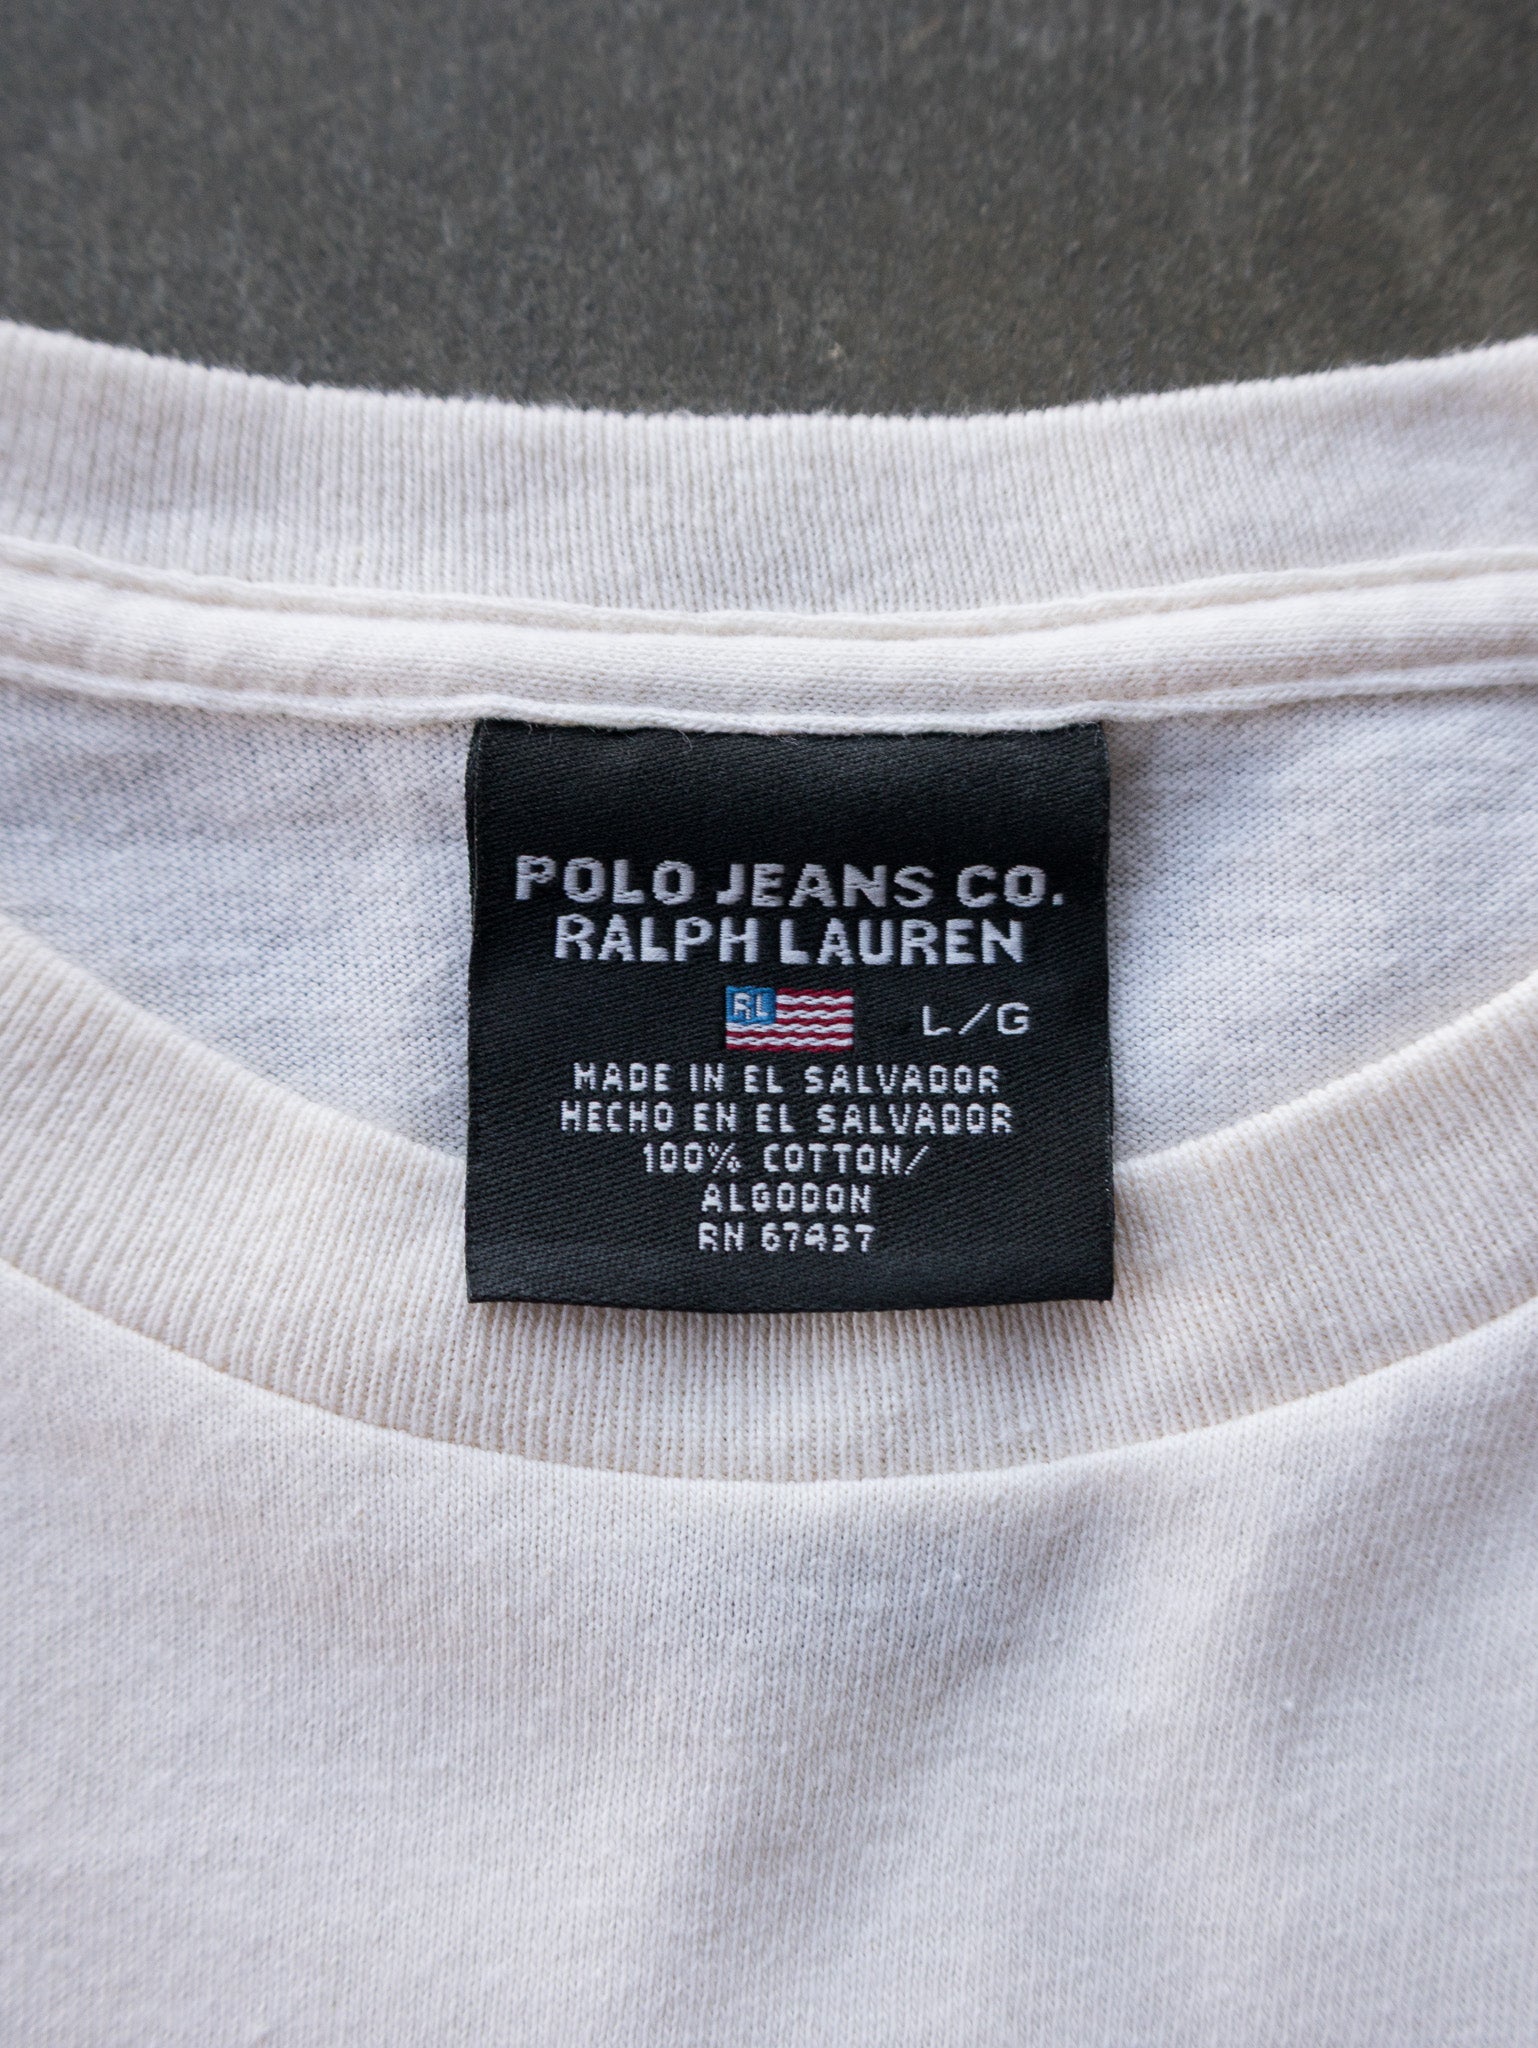 POLO JEANS CO.
RALPH LAUREN
RL L/G
MADE IN EL SALVADOR
HECHO EN EL SALVADOR
100% COTTON/
ALGODON
RN 67437